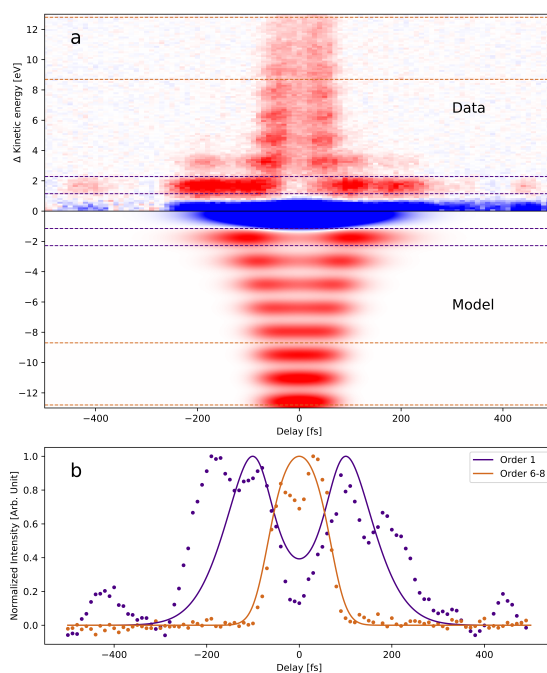 a
Data
Model
Δ Kinetic energy [eV]
12
10
8
6
4
2
0
−2
−4
−6
−8
−10
−12
−400
−200
0
200
400
Delay [fs]
b
Order 1
Order 6-8
Normalized Intensity [Arb. Unit]
1.0
0.8
0.6
0.4
0.2
0.0
−400
−200
0
200
400
Delay [fs]